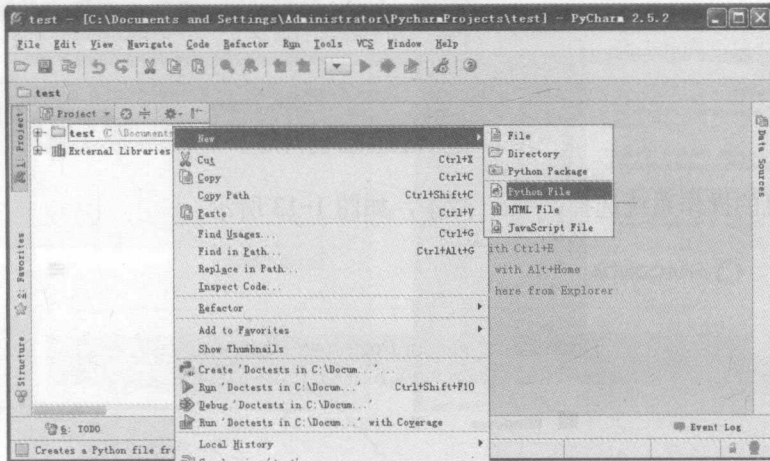 test - [C:\Documents and Settings\Administrator\PycharmProjects\test] - PyCharm 2.5.2
File Edit View Navigate Code Refactor Run Tools VCS Window Help
test
1: Project
Project
test C:\Documents
External Libraries
New
Cut Ctrl+X
Copy Ctrl+C
Copy Path Ctrl+Shift+C
Paste Ctrl+V
Find Usages... Ctrl+G
Find in Path... Ctrl+Alt+G
Replace in Path...
Inspect Code...
Refactor
Add to Favorites
Show Thumbnails
Create 'Doctests in C:\Docum...'...
Run 'Doctests in C:\Docum...' Ctrl+Shift+F10
Debug 'Doctests in C:\Docum...'
Run 'Doctests in C:\Docum...' with Coverage
Local History
File
Directory
Python Package
Python File
HTML File
JavaScript File
with Ctrl+E
with Alt+Home
here from Explorer
Data Sources
2: Favorites
Structure
6: TODO
Event Log
Creates a Python file